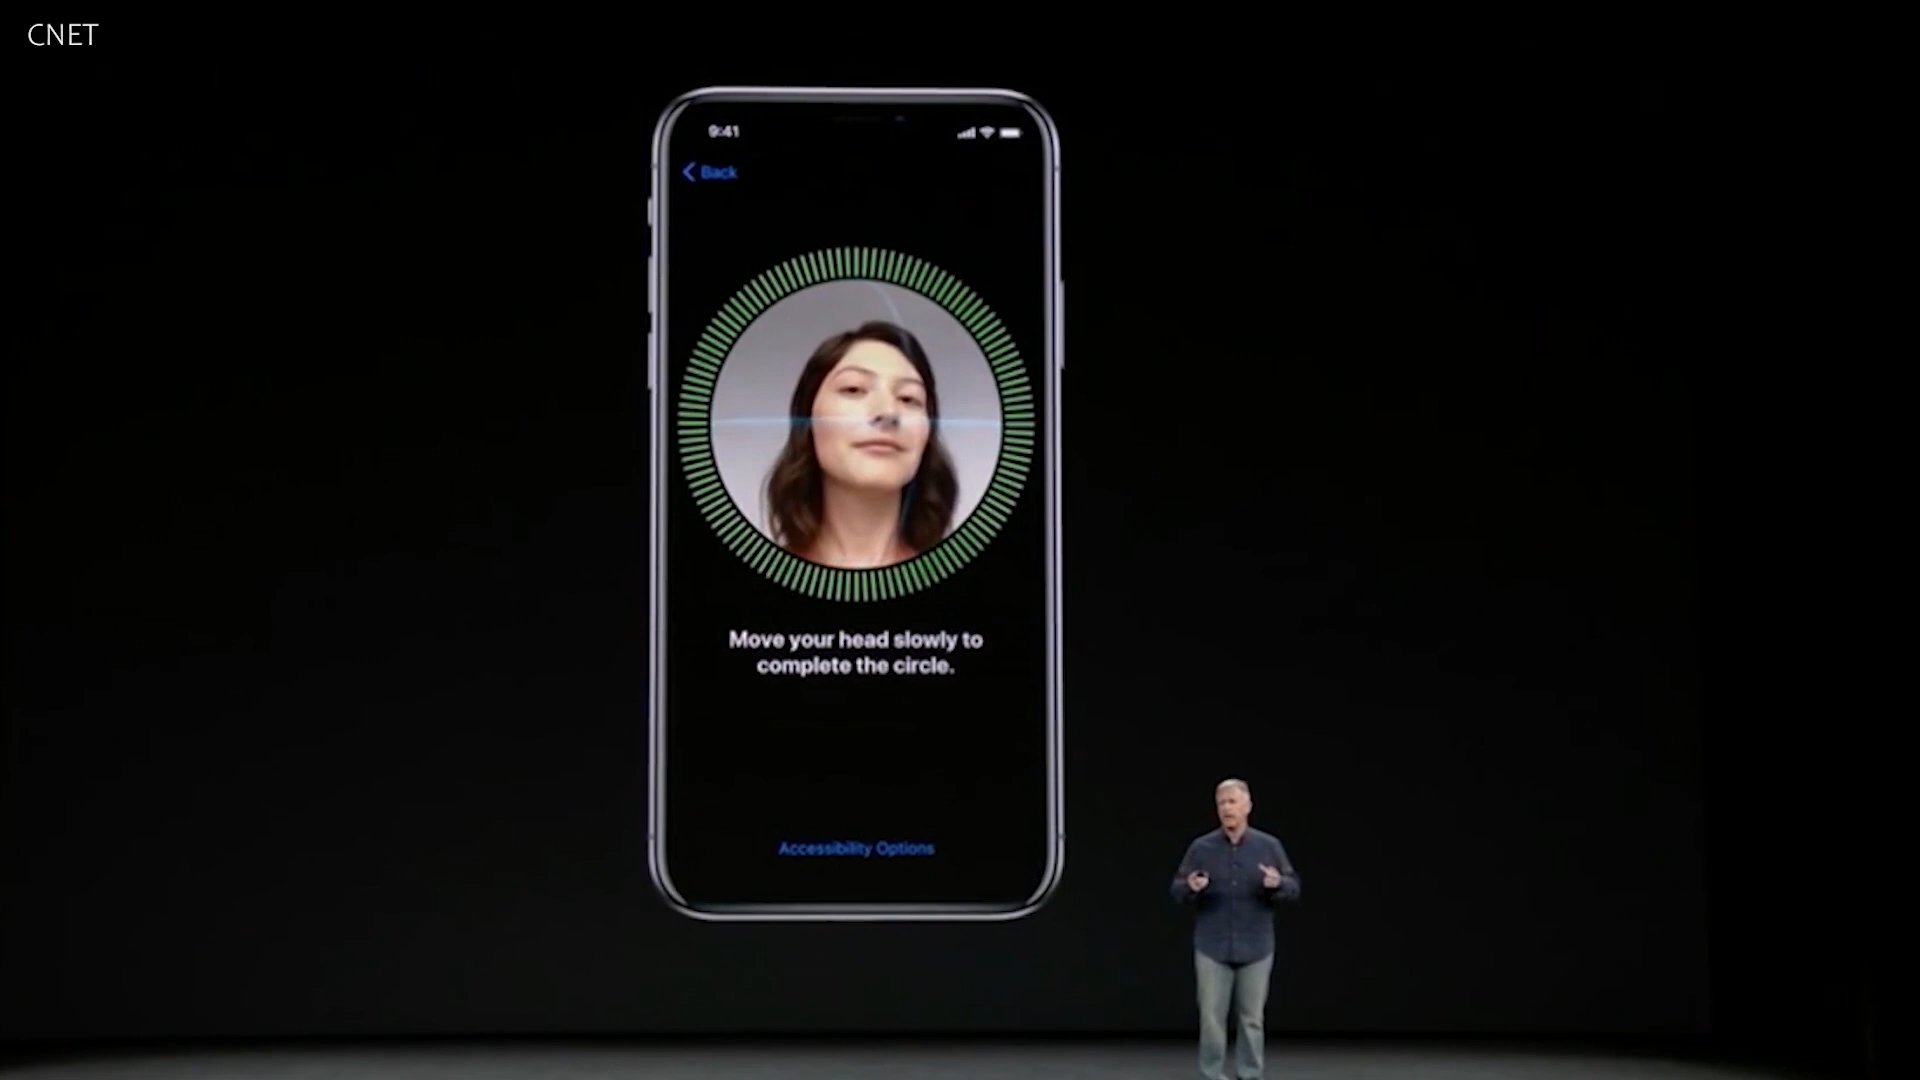 CNET
9:41
Back
Move your head slowly to
complete the circle.
Accessibility Options